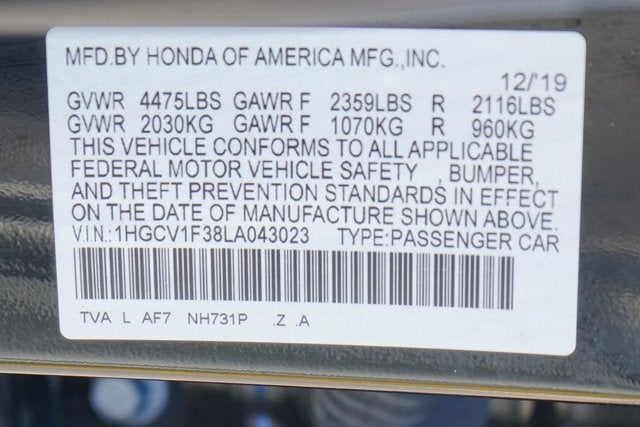 MFD.BY HONDA OF AMERICA MFG.,INC.
12/'19
GVWR 4475LBS GAWR F 2359LBS R 2116LBS
GVWR 2030KG GAWR F 1070KG R 960KG
THIS VEHICLE CONFORMS TO ALL APPLICABLE
FEDERAL MOTOR VEHICLE SAFETY , BUMPER,
AND THEFT PREVENTION STANDARDS IN EFFECT
ON THE DATE OF MANUFACTURE SHOWN ABOVE.
V.I.N.:1HGCV1F38LA043023 TYPE:PASSENGER CAR
TVA L AF7 NH731P .Z .A